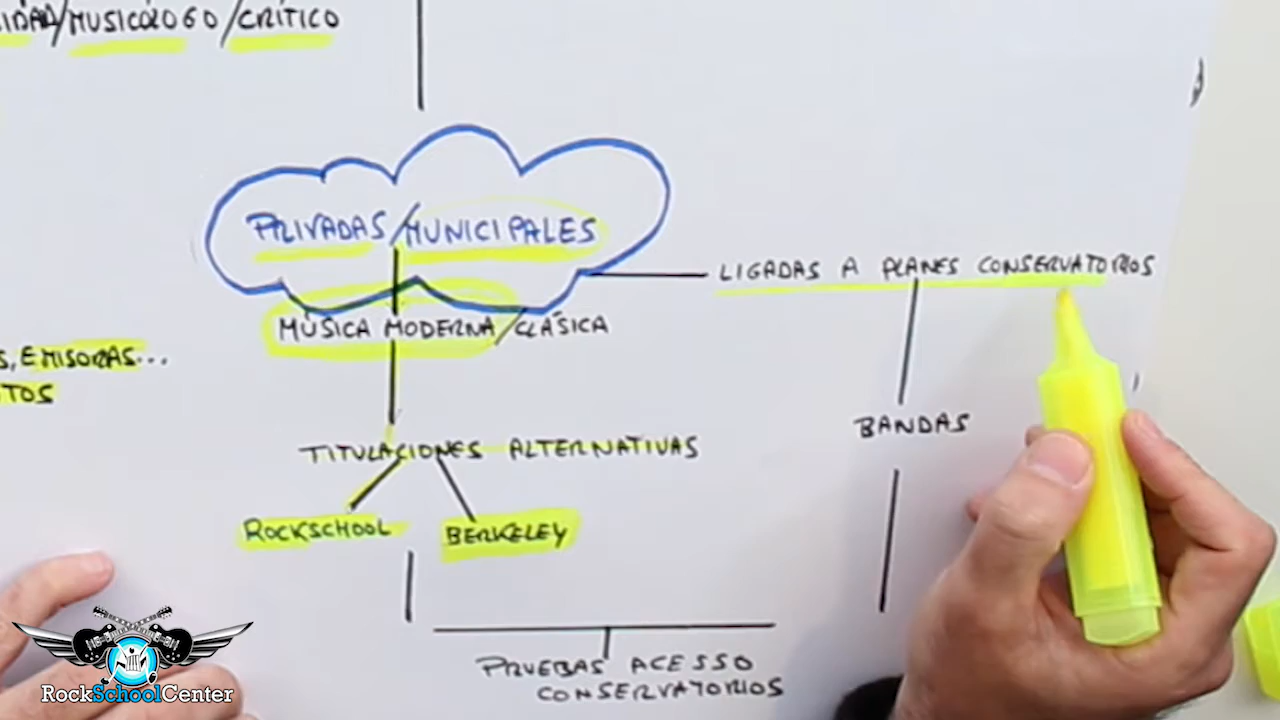 IDAD/MUSICÓLOGO/CRÍTICO
PRIVADAS/MUNICIPALES
LIGADAS A PLANES CONSERVATORIOS
MÚSICA MODERNA/CLÁSICA
S, EMISORAS...
TOS
BANDAS
TITULACIONES ALTERNATIVAS
ROCKSCHOOL BERKELEY
PRUEBAS ACESSO
CONSERVATORIOS
RockSchoolCenter